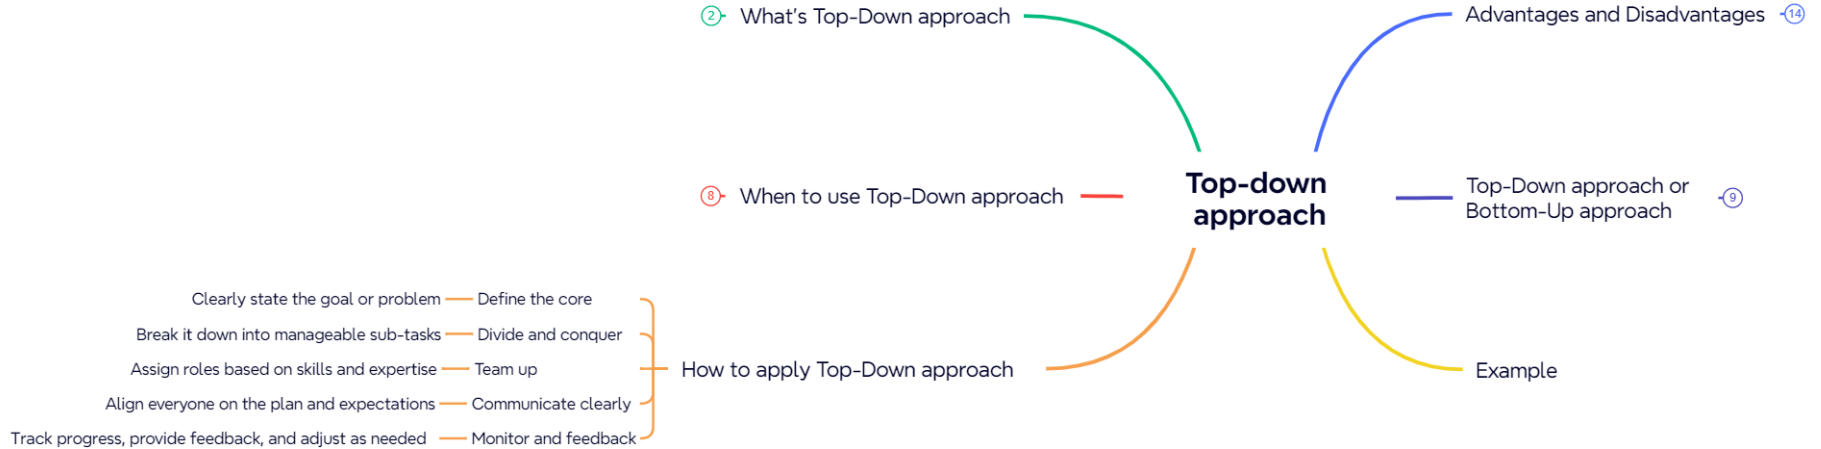 2
What's Top-Down approach
Advantages and Disadvantages
14
8
When to use Top-Down approach
Top-down
approach
Top-Down approach or
Bottom-Up approach
9
Clearly state the goal or problem
Define the core
Break it down into manageable sub-tasks
Divide and conquer
Assign roles based on skills and expertise
Team up
Align everyone on the plan and expectations
Communicate clearly
Track progress, provide feedback, and adjust as needed
Monitor and feedback
How to apply Top-Down approach
Example